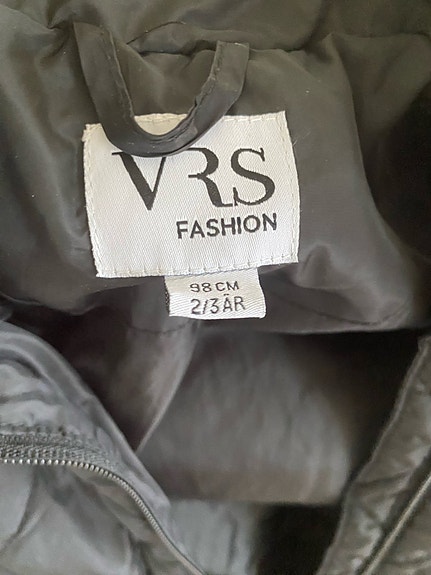 VRS
FASHION
98 CM
2/3 ÅR